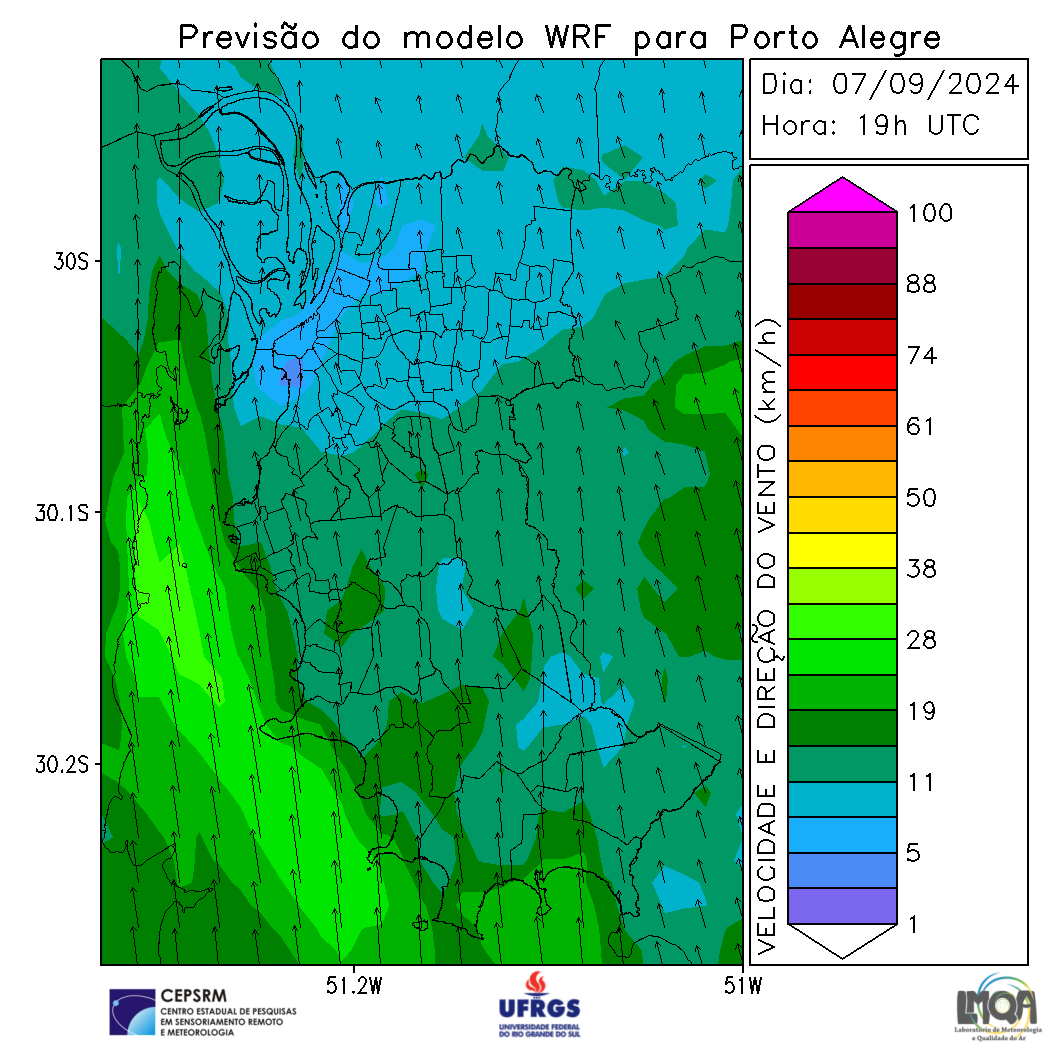 Previsão do modelo WRF para Porto Alegre
Dia: 07/09/2024
Hora: 19h UTC
30S
30.1S
30.2S
51.2W
51W
VELOCIDADE E DIREÇÃO DO VENTO (km/h)
100
88
74
61
50
38
28
19
11
5
1
CEPSRM
CENTRO ESTADUAL DE PESQUISAS
EM SENSORIAMENTO REMOTO
E METEOROLOGIA
UFRGS
UNIVERSIDADE FEDERAL
DO RIO GRANDE DO SUL
LMQA
Laboratório de Meteorologia
e Qualidade do Ar